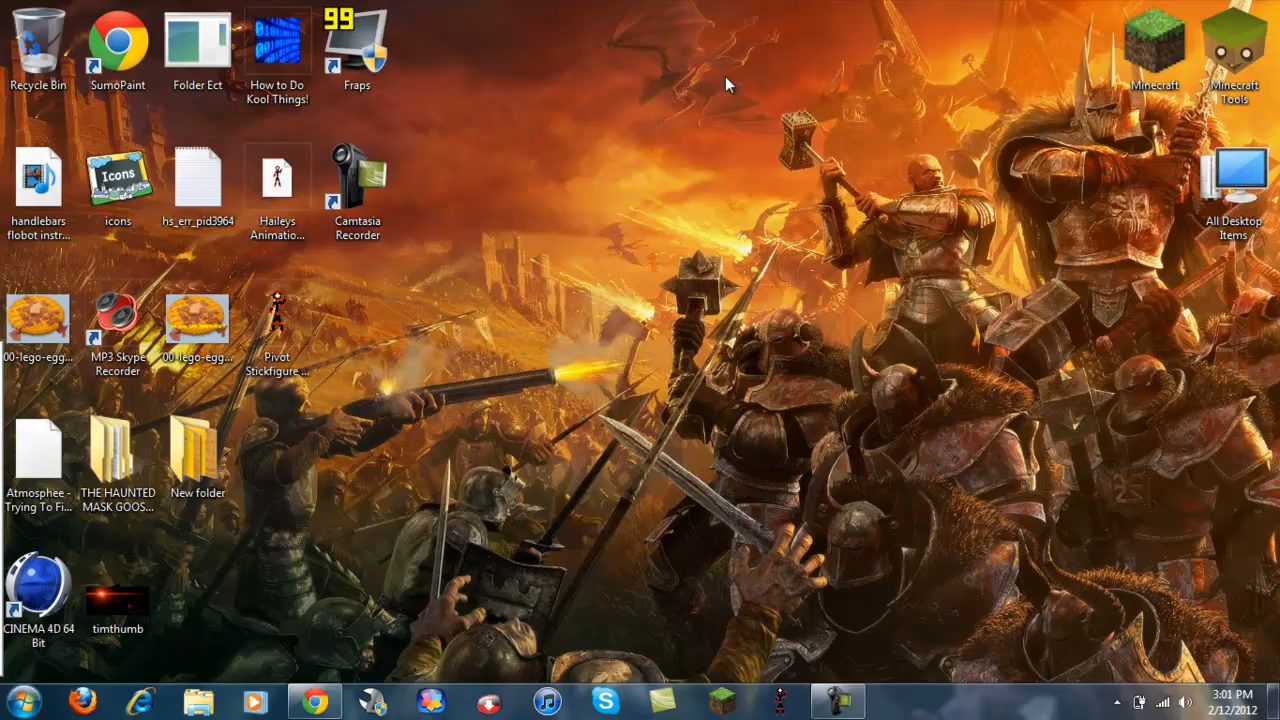 99
Recycle Bin
SumoPaint
Folder Ect
How to Do
Kool Things!
Fraps
Minecraft
Minecraft
Tools
handlebars
flobot instr...
Icons
icons
hs_err_pid3964
Haileys
Animatio...
Camtasia
Recorder
All Desktop
Items
00-lego-egg...
MP3 Skype
Recorder
00-lego-egg...
Pivot
Stickfigure ...
Atmosphee -
Trying To Fi...
THE HAUNTED
MASK GOOS...
New folder
CINEMA 4D 64
Bit
timthumb
3:01 PM
2/12/2012